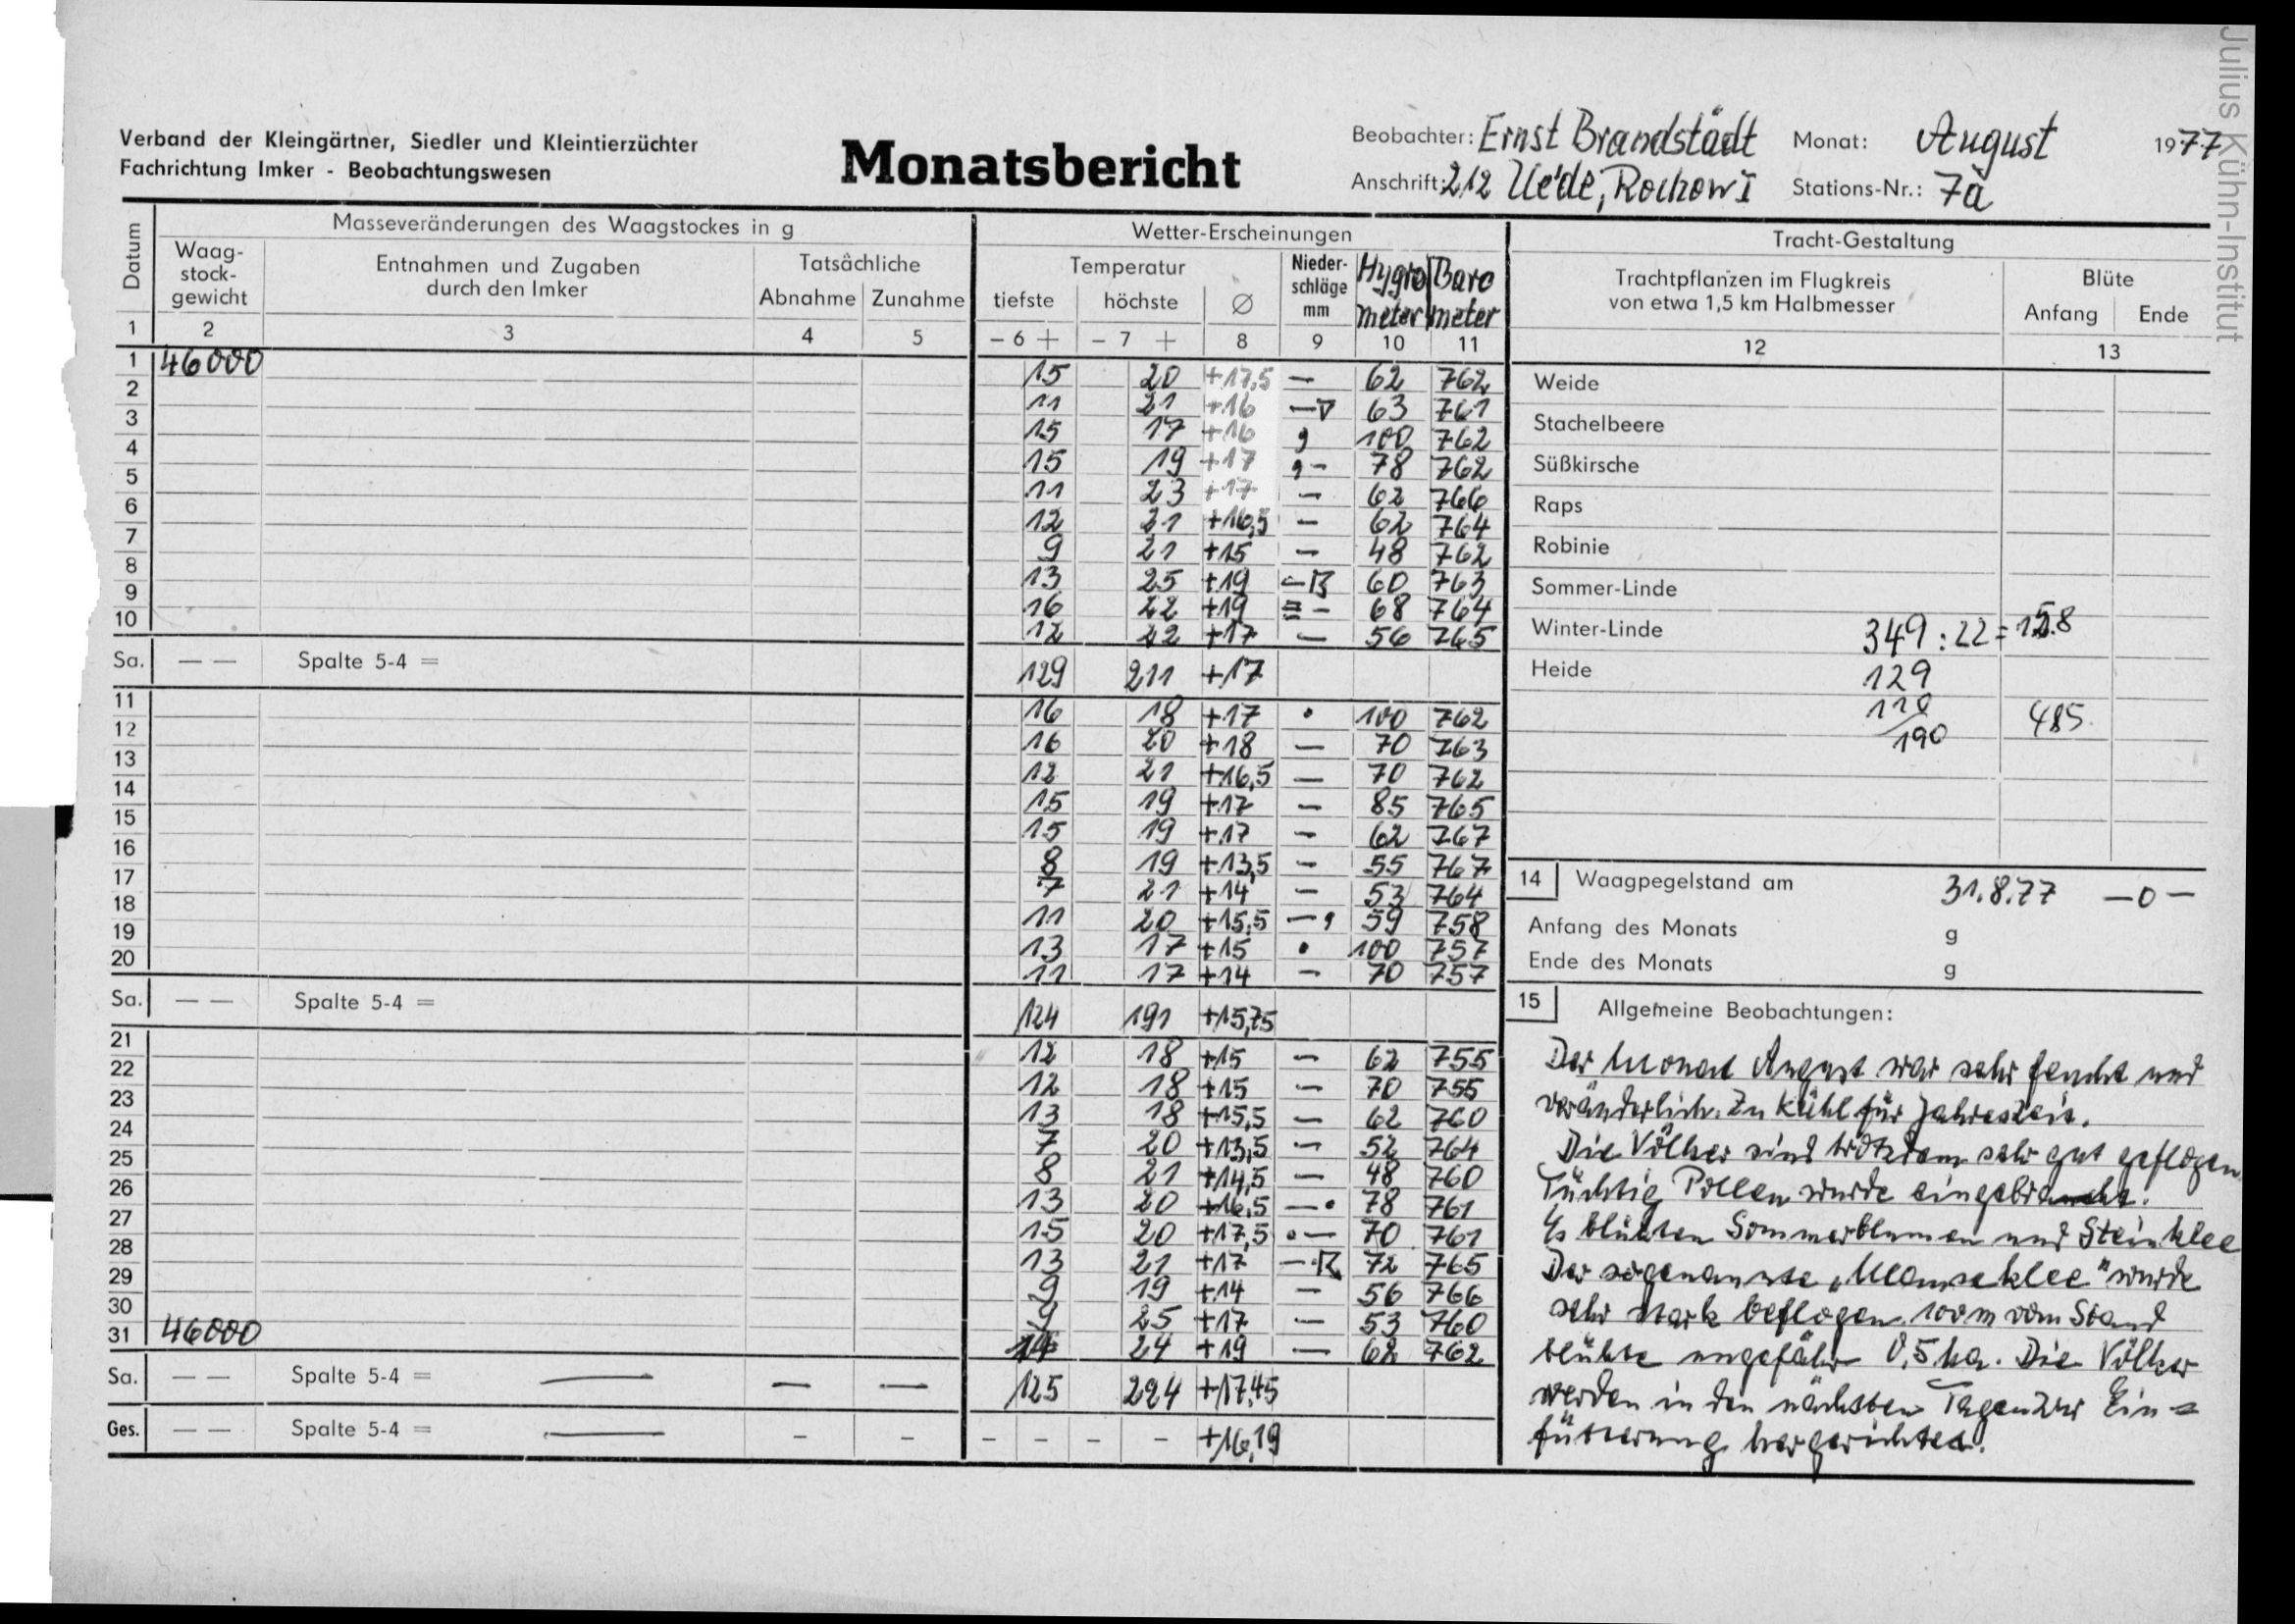 Verband der Kleingärtner, Siedler und Kleintierzüchter
Fachrichtung Imker - Beobachtungswesen
Monatsbericht
Beobachter: Ernst Brandstädt Monat: August 1977
Anschrift: 212 Ue'de, Rochow I Stations-Nr.: 7a
Julius Kühn-Institut
Datum
Masseveränderungen des Waagstockes in g
Wetter-Erscheinungen
Tracht-Gestaltung
Waag-stock-gewicht
Entnahmen und Zugaben durch den Imker
Tatsächliche
Abnahme Zunahme
Temperatur
tiefste höchste ∅
Nieder-schläge mm
Hygro meter
Baro meter
Trachtpflanzen im Flugkreis
von etwa 1,5 km Halbmesser
Blüte
Anfang Ende
1 2 3 4 5 - 6 + - 7 + 8 9 10 11 12 13
1 46000 15 20 +17,5 — 62 762
2 11 21 +16 —▽ 63 761
3 15 17 +16 , 100 762
4 15 19 +17 , - 78 762
5 11 23 +17 — 62 766
6 12 21 +16,5 — 62 764
7 9 21 +15 — 48 762
8 13 25 +19 — 60 763
9 16 22 +19 ≡ - 68 764
10 12 22 +17 — 56 765
Sa. — — Spalte 5-4 = 129 211 +17
11 16 18 +17 • 100 762
12 16 20 +18 — 70 763
13 12 21 +16,5 — 70 762
14 15 19 +17 — 85 765
15 15 19 +17 — 62 767
16 8 19 +13,5 — 55 767
17 7 21 +14 — 53 764
18 11 20 +15,5 — , 59 758
19 13 17 +15 • 100 757
20 11 17 +14 — 70 757
Sa. — — Spalte 5-4 = 124 191 +15,75
21 12 18 +15 — 62 755
22 12 18 +15 — 70 755
23 13 18 +15,5 — 62 760
24 7 20 +13,5 — 52 764
25 8 21 +14,5 — 48 760
26 13 20 +16,5 — • 78 761
27 15 20 +17,5 • — 70 761
28 13 21 +17 — 72 765
29 9 19 +14 — 56 766
30 9 25 +17 — 53 760
31 46000 14 24 +19 — 62 762
Sa. — — Spalte 5-4 = — — — 125 224 +17,45
Ges. — — Spalte 5-4 = — - - - - - - +16,19
Weide
Stachelbeere
Süßkirsche
Raps
Robinie
Sommer-Linde
Winter-Linde 349 : 22 = 15.8
Heide 129
485
190
14 Waagpegelstand am 31.8.77 — 0 —
Anfang des Monats g
Ende des Monats g
15 Allgemeine Beobachtungen:
Der Monat August war sehr feucht und
veränderlich. Zu kühl für Jahreszeit.
Die Völker sind trotzdem sehr gut geflogen
Tüchtig Pollen wurde eingebracht.
Es blühten Sommerblumen und Steinklee
Der sogenannte „ wurde
sehr stark beflogen. 100 m vom Stand
blühte ungefähr 0,5 ha. Die Völker
werden in den nächsten Tagen zur Ein=
fütterung hergerichtet.